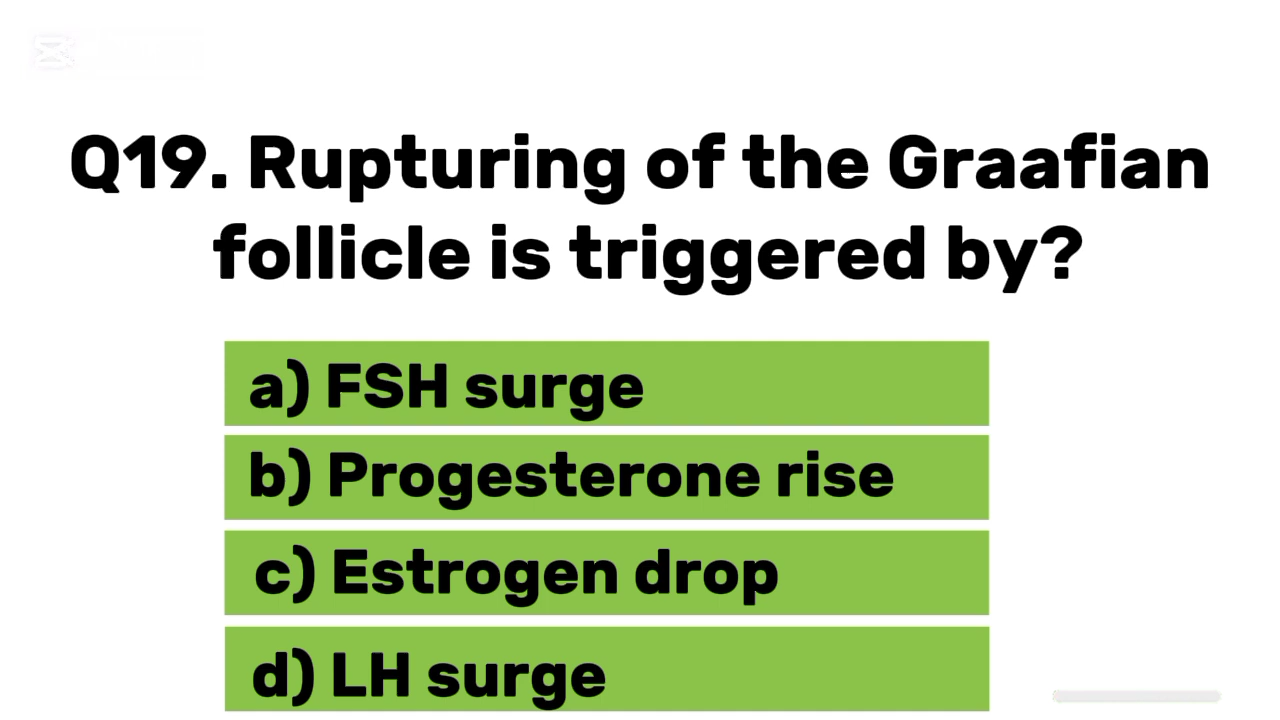 Q19. Rupturing of the Graafian
follicle is triggered by?
a) FSH surge
b) Progesterone rise
c) Estrogen drop
d) LH surge